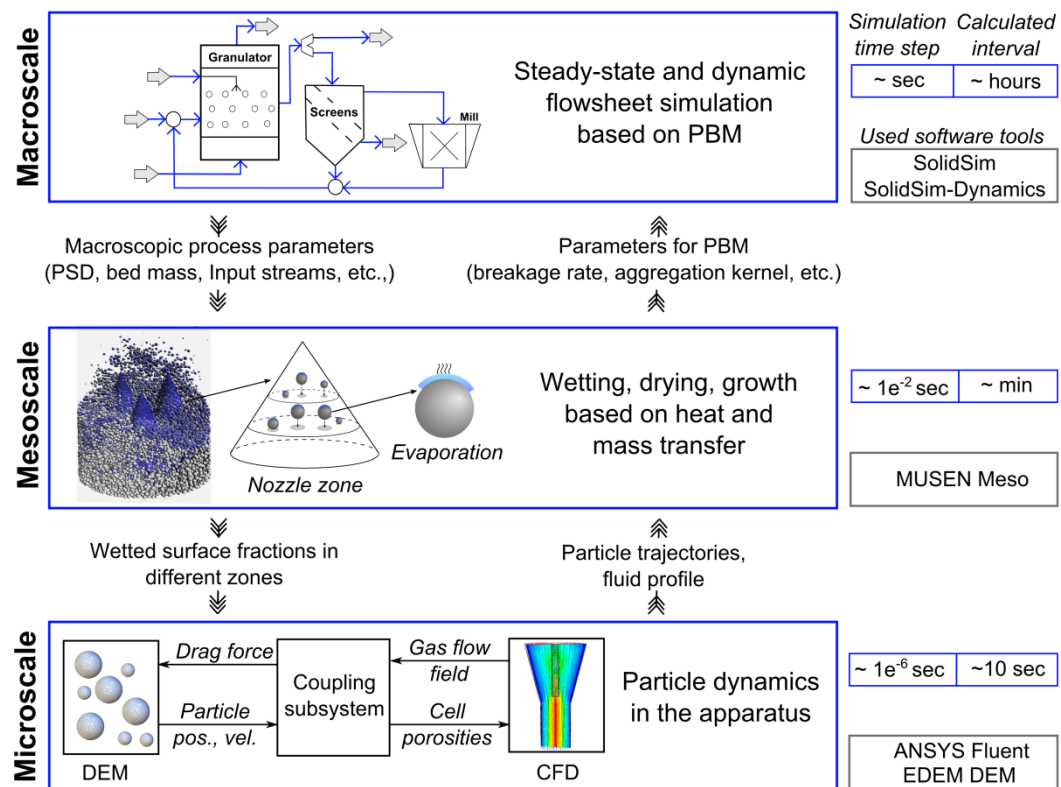 Macroscale
Granulator
Screens
Mill
Steady-state and dynamic
flowsheet simulation
based on PBM
Simulation
time step
Calculated
interval
~ sec
~ hours
Used software tools
SolidSim
SolidSim-Dynamics
Macroscopic process parameters
(PSD, bed mass, Input streams, etc.,)
Parameters for PBM
(breakage rate, aggregation kernel, etc.)
Mesoscale
Nozzle zone
Evaporation
Wetting, drying, growth
based on heat and
mass transfer
~ 1e⁻² sec
~ min
MUSEN Meso
Wetted surface fractions in
different zones
Particle trajectories,
fluid profile
Microscale
DEM
Drag force
Particle
pos., vel.
Coupling
subsystem
Gas flow
field
Cell
porosities
CFD
Particle dynamics
in the apparatus
~ 1e⁻⁶ sec
~10 sec
ANSYS Fluent
EDEM DEM